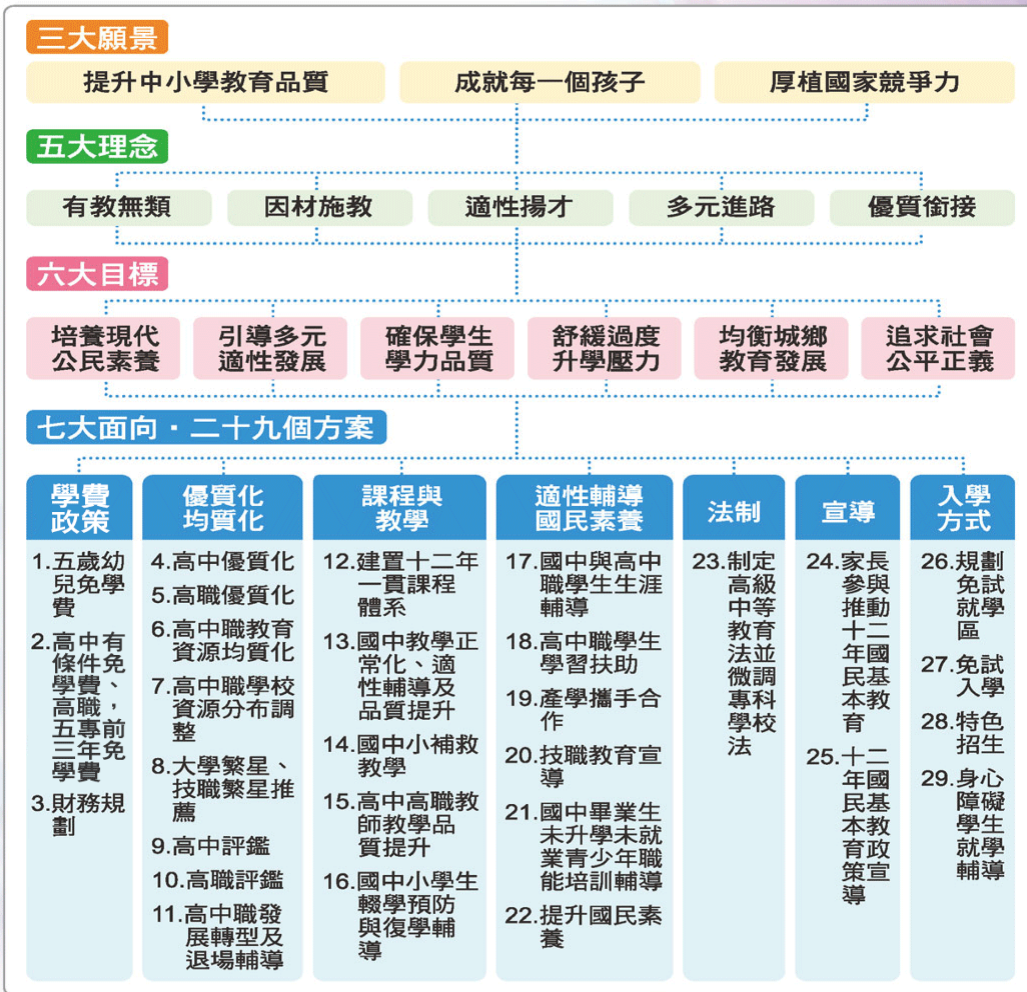 三大願景
提升中小學教育品質
成就每一個孩子
厚植國家競爭力
五大理念
有教無類
因材施教
適性揚才
多元進路
優質銜接
六大目標
培養現代
公民素養
引導多元
適性發展
確保學生
學力品質
舒緩過度
升學壓力
均衡城鄉
教育發展
追求社會
公平正義
七大面向・二十九個方案
學費
政策
1.五歲幼
兒免學
費
2.高中有
條件免
學費、
高職，
五專前
三年免
學費
3.財務規
劃
優質化
均質化
4.高中優質化
5.高職優質化
6.高中職教育
資源均質化
7.高中職學校
資源分布調
整
8.大學繁星、
技職繁星推
薦
9.高中評鑑
10.高職評鑑
11.高中職發
展轉型及
退場輔導
課程與
教學
12.建置十二年
一貫課程
體系
13.國中教學正
常化、適
性輔導及
品質提升
14.國中小補救
教學
15.高中高職教
師教學品
質提升
16.國中小學生
輟學預防
與復學輔
導
適性輔導
國民素養
17.國中與高中
職學生生涯
輔導
18.高中職學生
學習扶助
19.產學攜手合
作
20.技職教育宣
導
21.國中畢業生
未升學未就
業青少年職
能培訓輔導
22.提升國民素
養
法制
23.制定
高級
中等
教育
法並
微調
專科
學校
法
宣導
24.家長
參與
推動
十二
年國
民基
本教
育
25.十二
年國
民基
本教
育政
策宣
導
入學
方式
26.規劃
免試
就學
區
27.免試
入學
28.特色
招生
29.身心
障礙
學生
就學
輔導